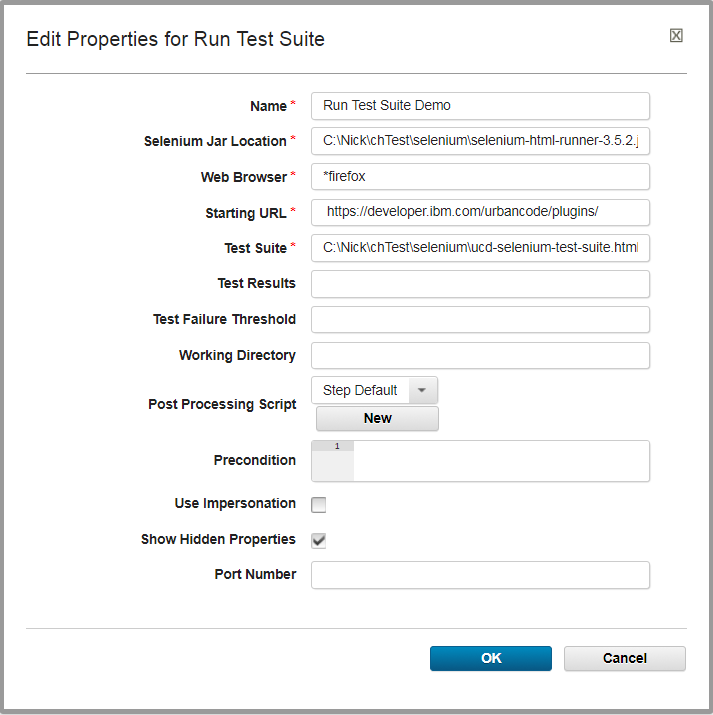 Edit Properties for Run Test Suite
Name * Run Test Suite Demo
Selenium Jar Location * C:\Nick\chTest\selenium\selenium-html-runner-3.5.2.j
Web Browser * *firefox
Starting URL * https://developer.ibm.com/urbancode/plugins/
Test Suite * C:\Nick\chTest\selenium\ucd-selenium-test-suite.html
Test Results
Test Failure Threshold
Working Directory
Post Processing Script Step Default
New
Precondition 1
Use Impersonation
Show Hidden Properties
Port Number
OK Cancel